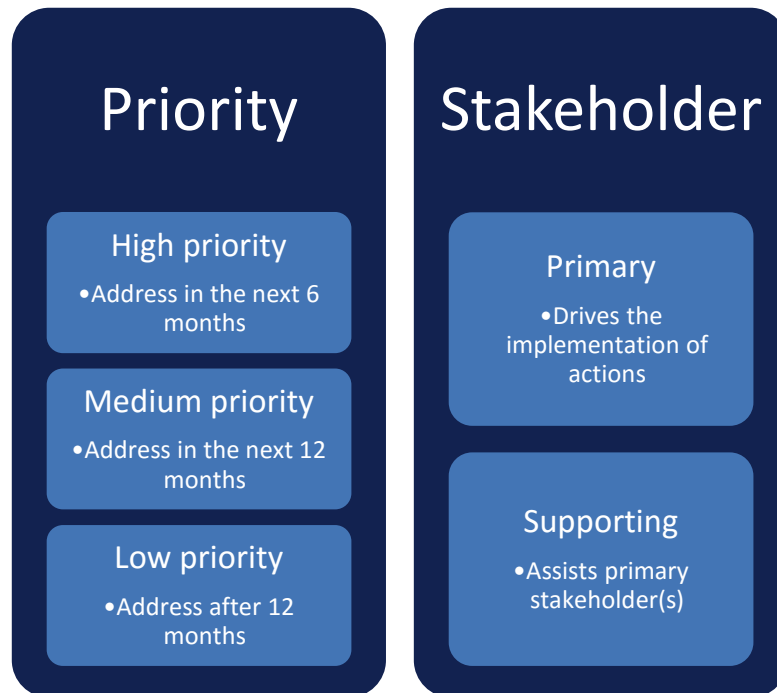 Priority
High priority
•Address in the next 6
months
Medium priority
•Address in the next 12
months
Low priority
•Address after 12
months
Stakeholder
Primary
•Drives the
implementation of
actions
Supporting
•Assists primary
stakeholder(s)